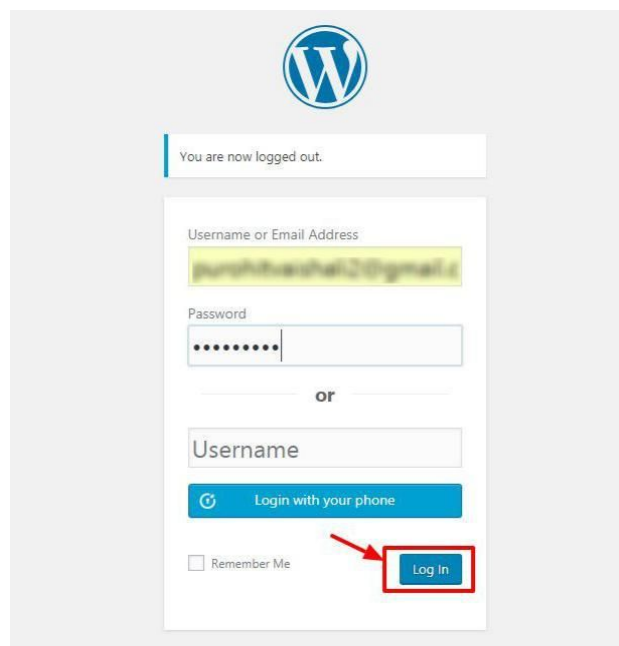 You are now logged out.
Username or Email Address
Password
or
Username
Login with your phone
Remember Me
Log In